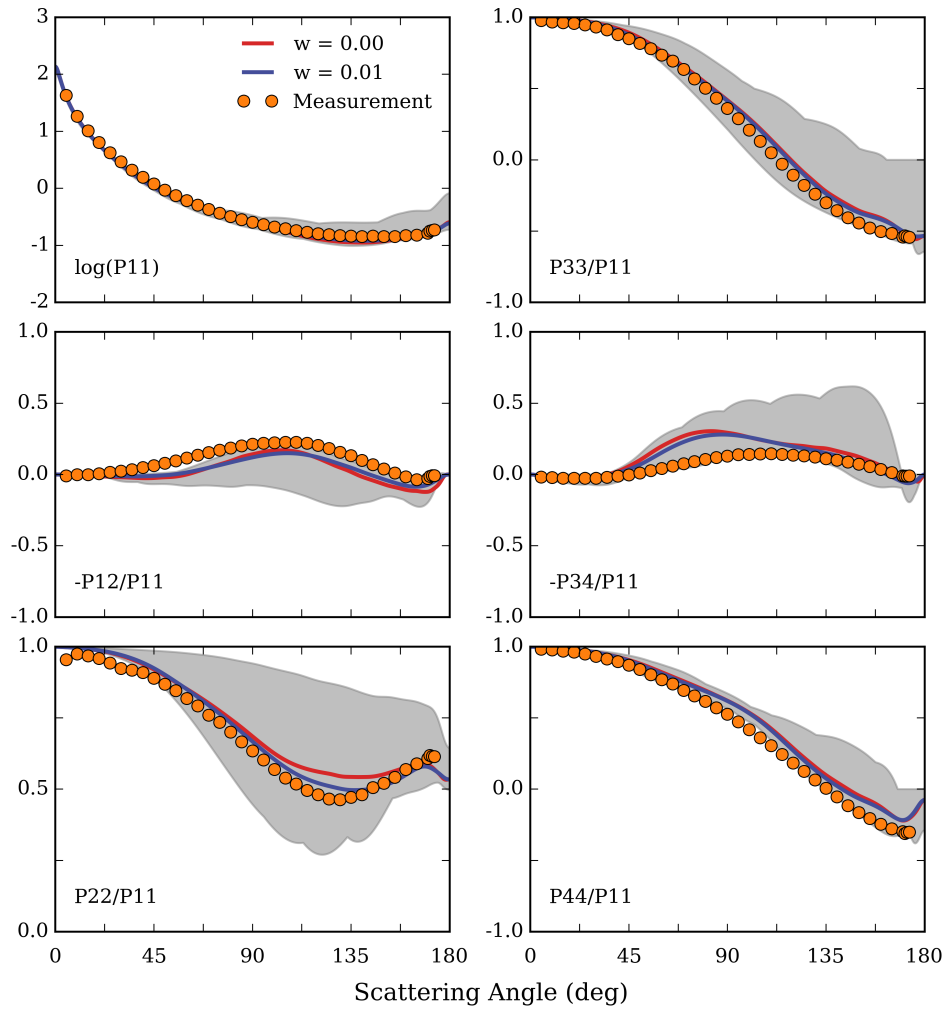 3
2
1
0
-1
-2
w = 0.00
w = 0.01
Measurement
log(P11)
1.0
0.0
-1.0
P33/P11
1.0
0.5
0.0
-0.5
-1.0
-P12/P11
1.0
0.5
0.0
-0.5
-1.0
-P34/P11
1.0
0.5
0.0
P22/P11
0 45 90 135 180
1.0
0.0
-1.0
P44/P11
0 45 90 135 180
Scattering Angle (deg)